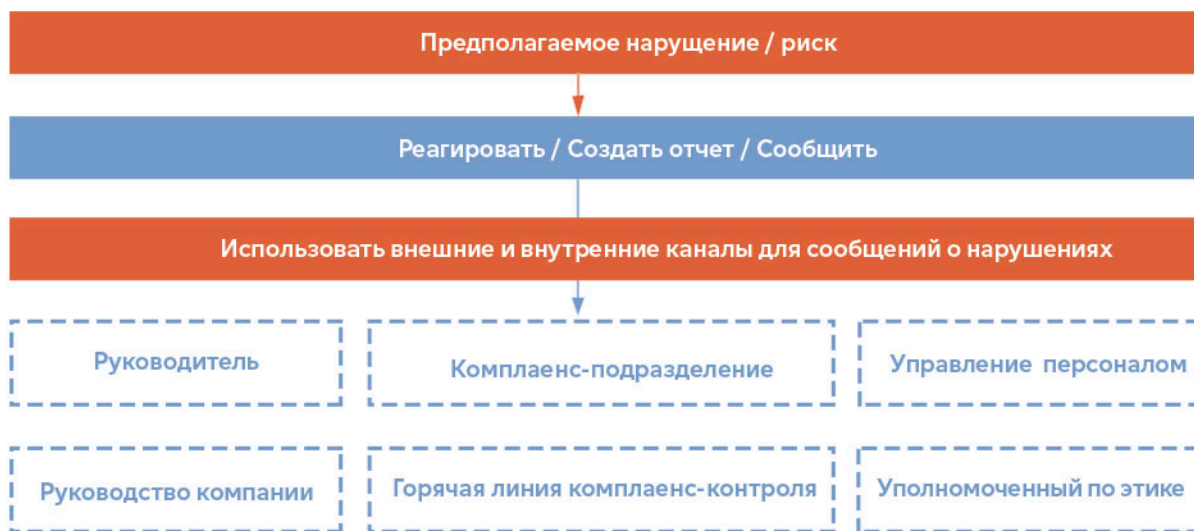 Предполагаемое нарущение / риск
Реагировать / Создать отчет / Сообщить
Использовать внешние и внутренние каналы для сообщений о нарушениях
Руководитель
Комплаенс-подразделение
Управление персоналом
Руководство компании
Горячая линия комплаенс-контроля
Уполномоченный по этике